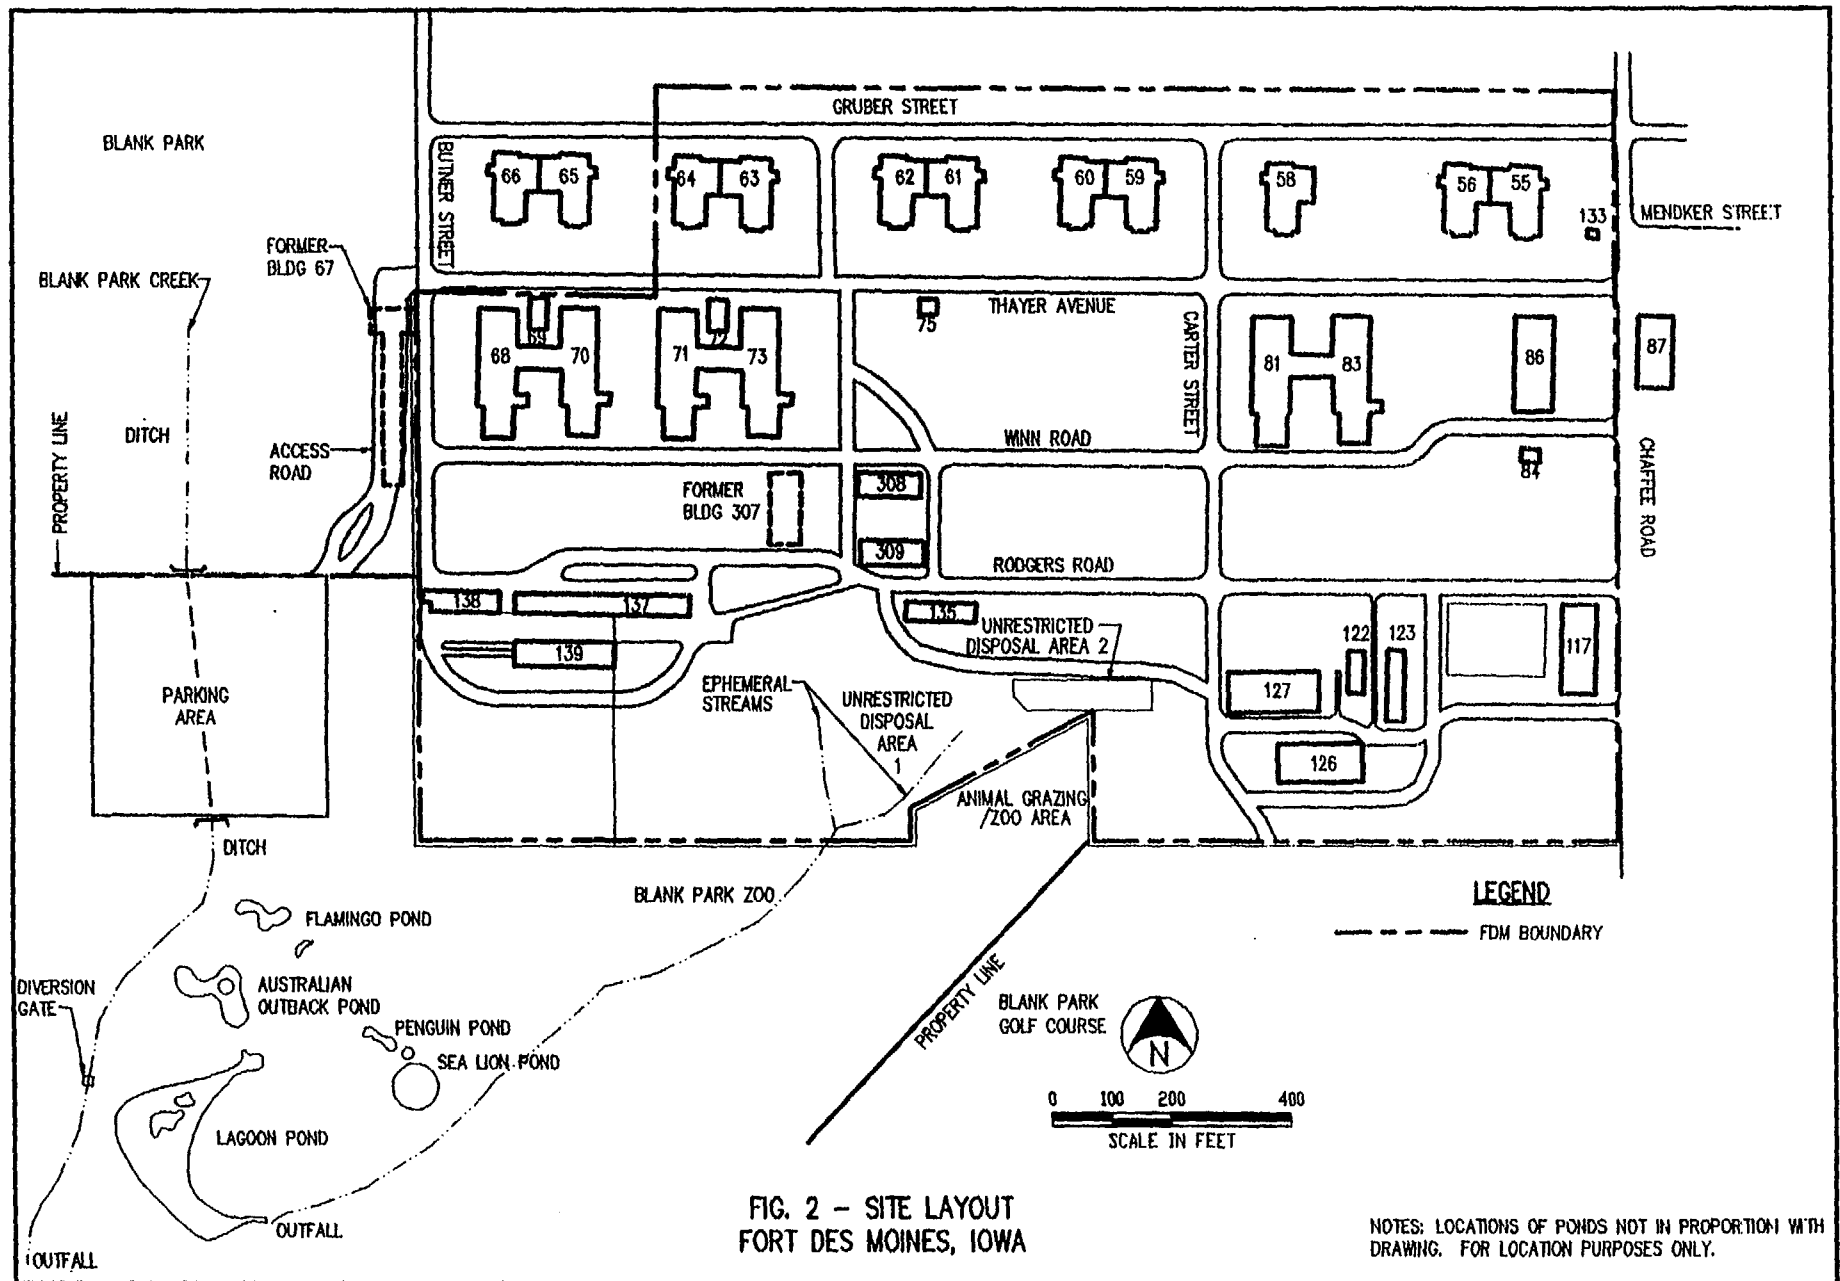 GRUBER STREET
BLANK PARK
BUTNER STREET
66
65
64
63
62
61
60
59
58
56
55
133
MENDKER STREET
FORMER
BLDG 67
BLANK PARK CREEK
THAYER AVENUE
69
72
75
68
70
71
73
CARTER STREET
81
83
86
87
PROPERTY LINE
DITCH
ACCESS
ROAD
WINN ROAD
84
CHAFFEE ROAD
FORMER
BLDG 307
308
309
RODGERS ROAD
138
137
139
135
UNRESTRICTED
DISPOSAL AREA 2
122
123
117
127
126
PARKING
AREA
EPHEMERAL
STREAMS
UNRESTRICTED
DISPOSAL
AREA
1
ANIMAL GRAZING
/ZOO AREA
DITCH
BLANK PARK ZOO
LEGEND
FDM BOUNDARY
FLAMINGO POND
DIVERSION
GATE
AUSTRALIAN
OUTBACK POND
PENGUIN POND
SEA LION POND
PROPERTY LINE
BLANK PARK
GOLF COURSE
N
0 100 200 400
SCALE IN FEET
LAGOON POND
OUTFALL
OUTFALL
FIG. 2 - SITE LAYOUT
FORT DES MOINES, IOWA
NOTES: LOCATIONS OF PONDS NOT IN PROPORTION WITH
DRAWING. FOR LOCATION PURPOSES ONLY.